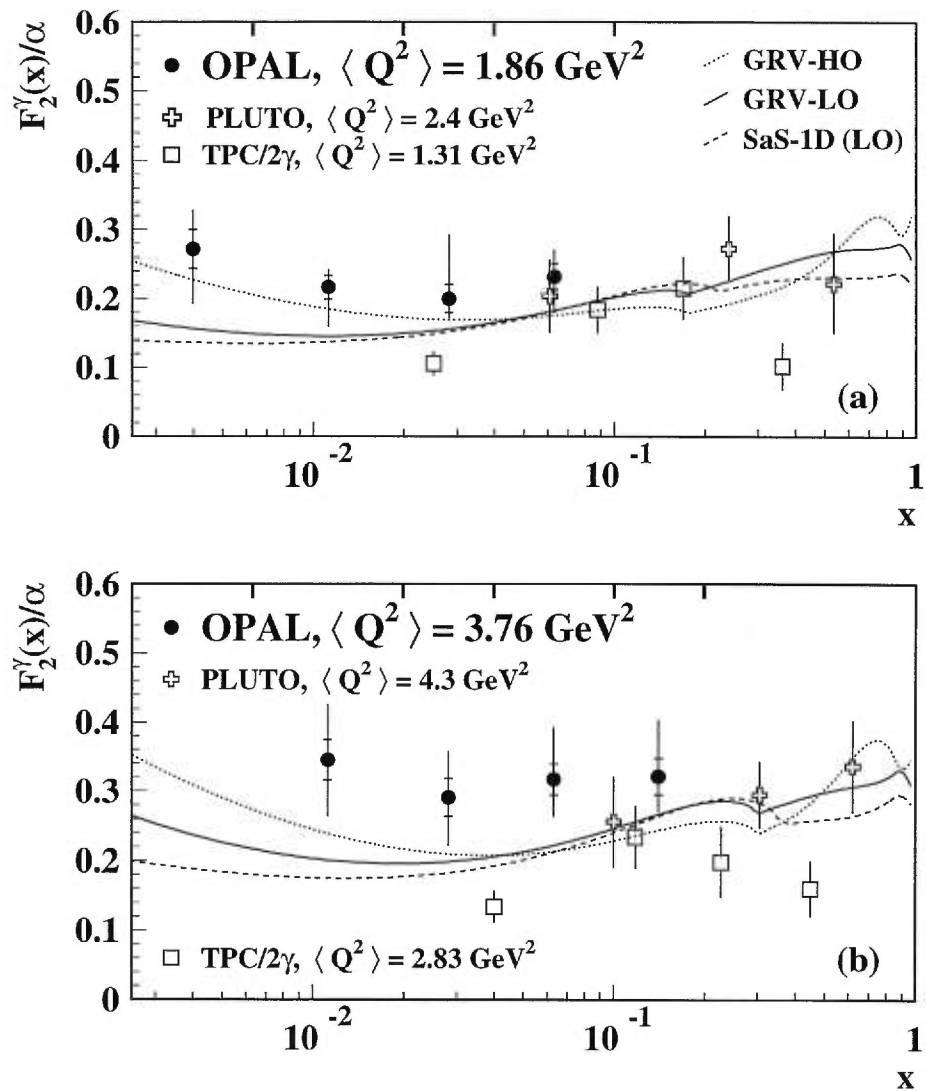 F₂^γ(x)/α
0.6
0.5
0.4
0.3
0.2
0.1
0
OPAL, ⟨ Q² ⟩ = 1.86 GeV²
PLUTO, ⟨ Q² ⟩ = 2.4 GeV²
TPC/2γ, ⟨ Q² ⟩ = 1.31 GeV²
GRV-HO
GRV-LO
SaS-1D (LO)
(a)
10⁻² 10⁻¹ 1
x
F₂^γ(x)/α
0.6
0.5
0.4
0.3
0.2
0.1
0
OPAL, ⟨ Q² ⟩ = 3.76 GeV²
PLUTO, ⟨ Q² ⟩ = 4.3 GeV²
TPC/2γ, ⟨ Q² ⟩ = 2.83 GeV²
(b)
10⁻² 10⁻¹ 1
x